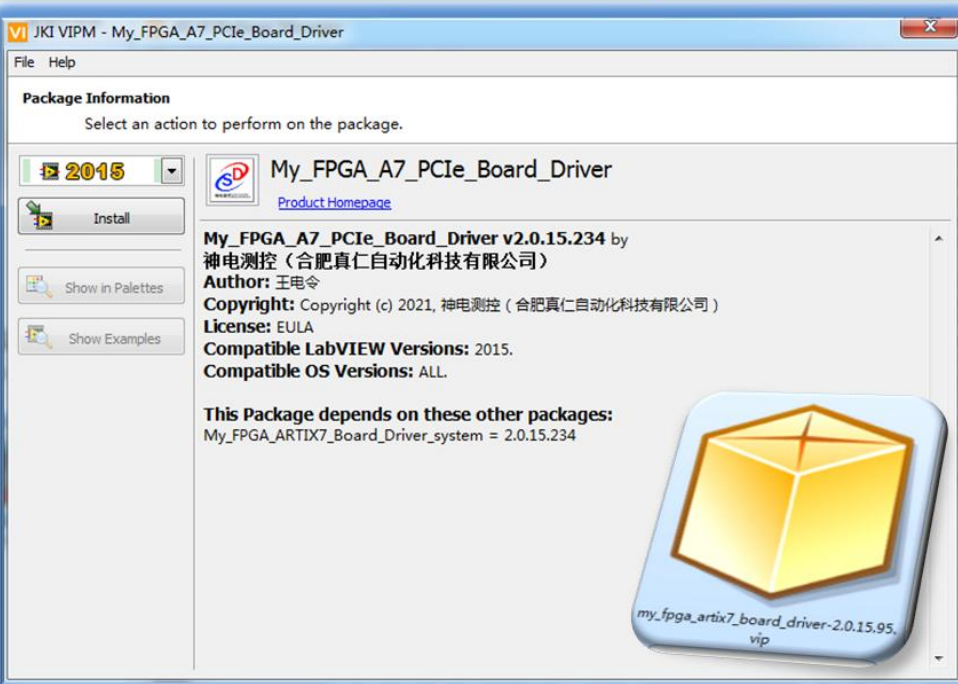 VI JKI VIPM - My_FPGA_A7_PCIe_Board_Driver
File Help
Package Information
Select an action to perform on the package.
2015
Install
Show in Palettes
Show Examples
SD
My_FPGA_A7_PCIe_Board_Driver
Product Homepage
My_FPGA_A7_PCIe_Board_Driver v2.0.15.234 by
神电测控（合肥真仁自动化科技有限公司）
Author: 王电令
Copyright: Copyright (c) 2021, 神电测控（合肥真仁自动化科技有限公司）
License: EULA
Compatible LabVIEW Versions: 2015.
Compatible OS Versions: ALL.
This Package depends on these other packages:
My_FPGA_ARTIX7_Board_Driver_system = 2.0.15.234
my_fpga_artix7_board_driver-2.0.15.95.
vip